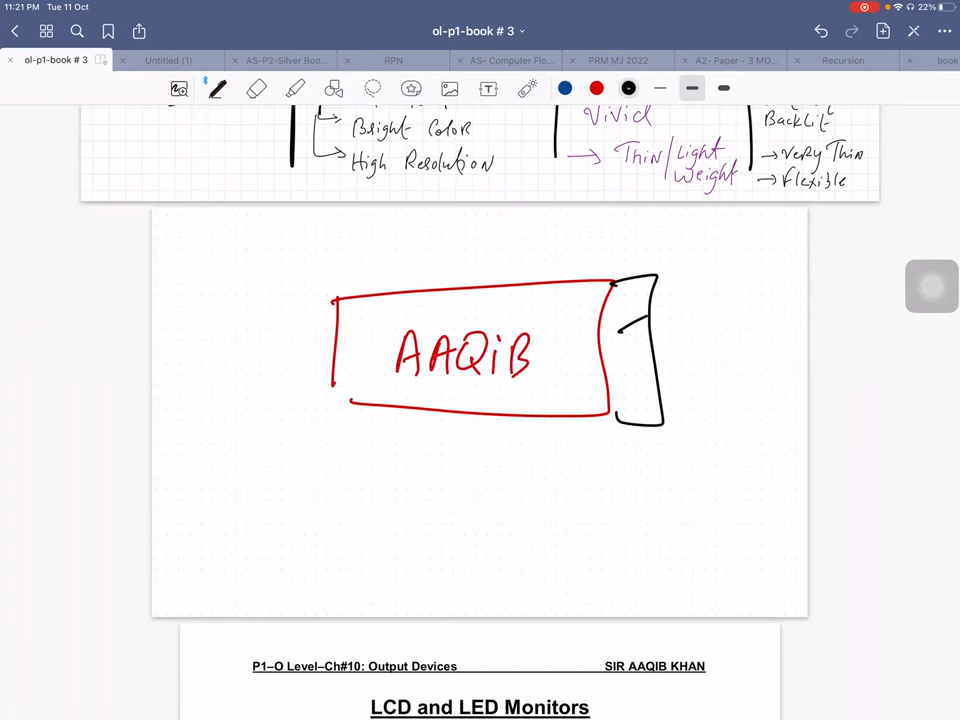 11:21 PM Tue 11 Oct
22%
ol-p1-book # 3
ol-p1-book # 3
Untitled (1)
AS-P2-Silver Boo...
RPN
AS- Computer Flo...
PRM MJ 2022
A2- Paper - 3 MO...
Recursion
book
Bright Color
High Resolution
Vivid
Thin/Light
Weight
Backlit
Very Thin
Flexible
AAQiB
P1–O Level–Ch#10: Output Devices
SIR AAQIB KHAN
LCD and LED Monitors